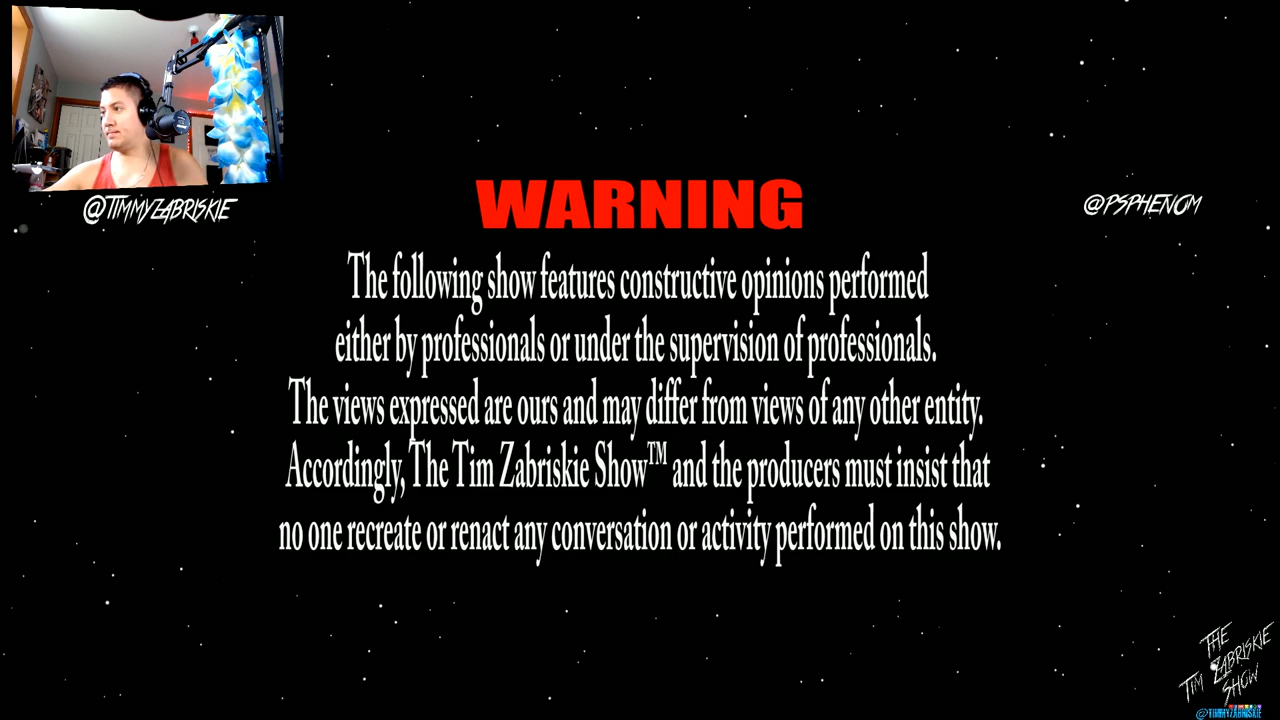 @TIMMYZABRISKIE
@PSPHENOM
WARNING
The following show features constructive opinions performed
either by professionals or under the supervision of professionals.
The views expressed are ours and may differ from views of any other entity.
Accordingly, The Tim Zabriskie Show™ and the producers must insist that
no one recreate or renact any conversation or activity performed on this show.
THE
TIM ZABRISKIE
SHOW
@TIMMYZABRISKIE